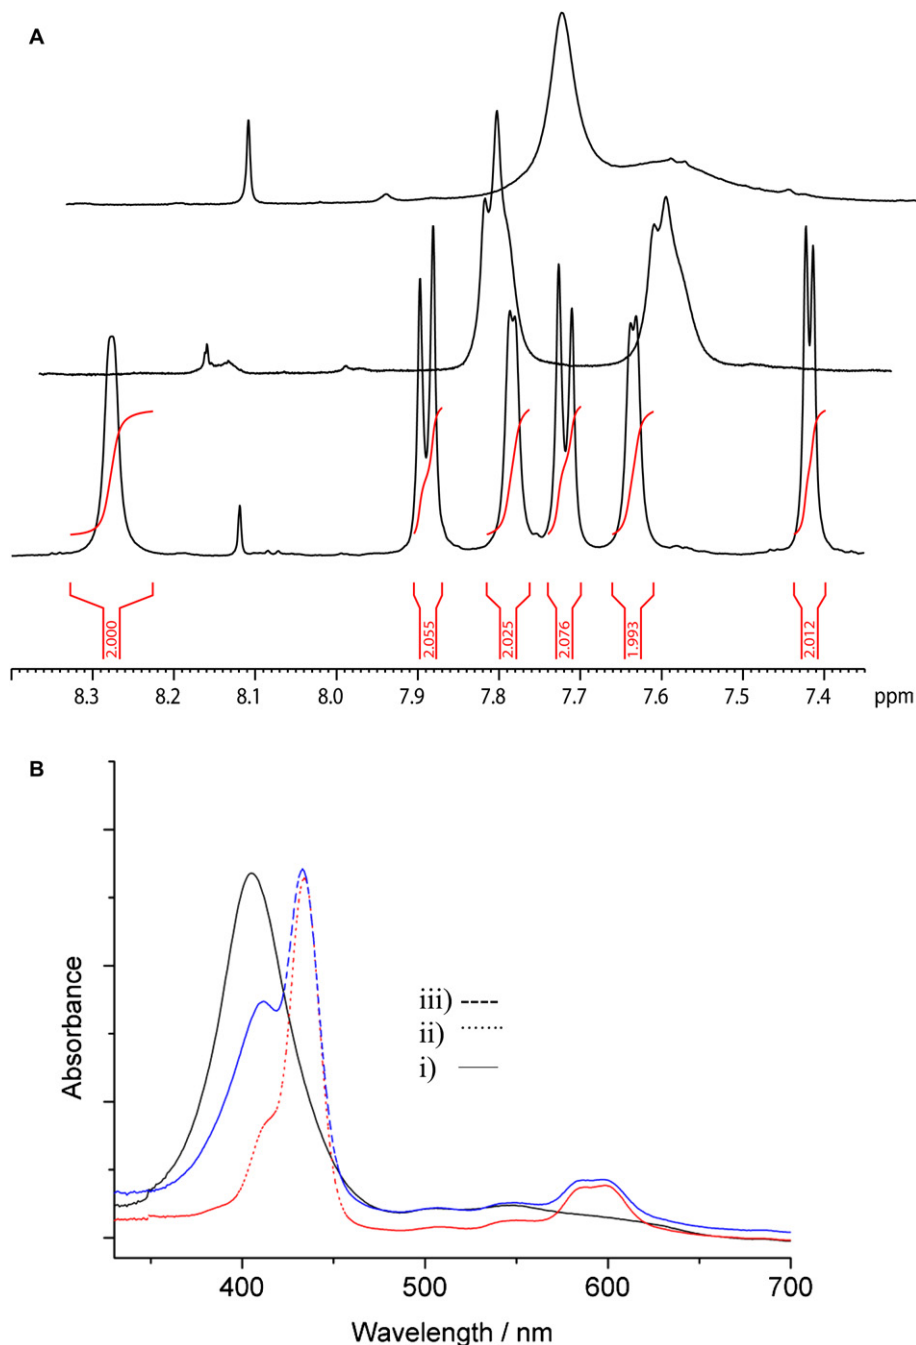 A
2.000
2.055
2.025
2.076
1.993
2.012
8.3 8.2 8.1 8.0 7.9 7.8 7.7 7.6 7.5 7.4 ppm
B
Absorbance
iii)
ii)
i)
400 500 600 700
Wavelength / nm